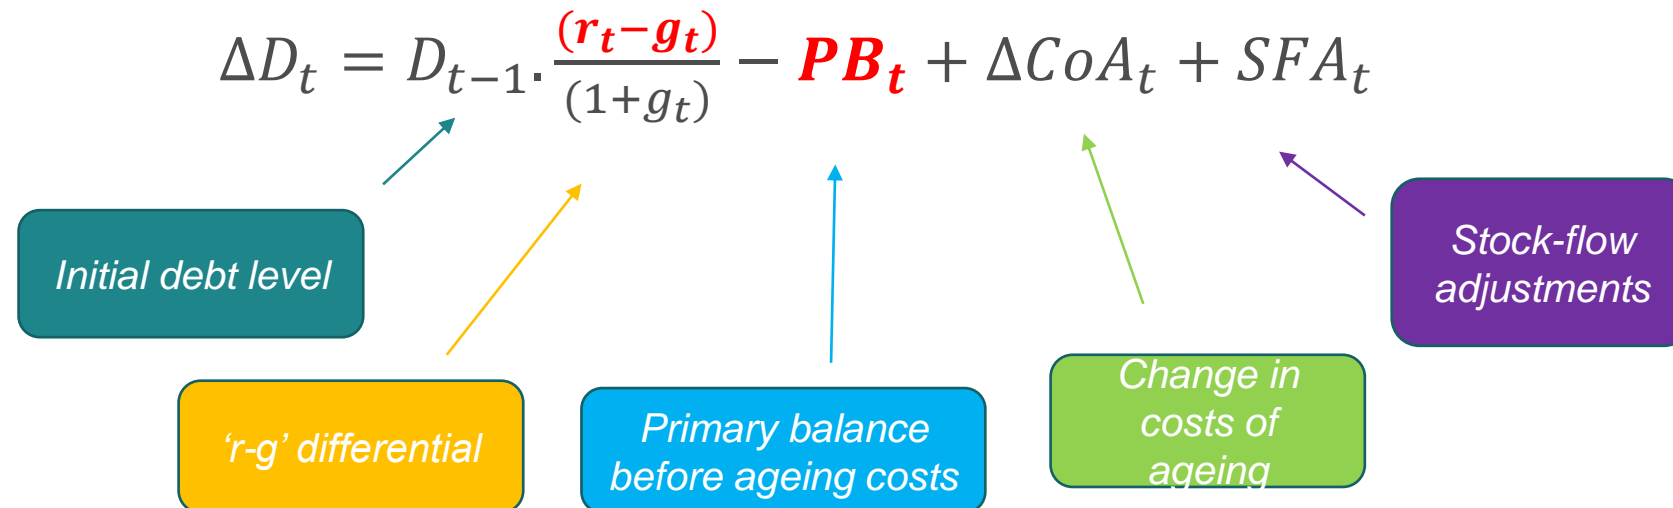 ΔD_t = D_{t−1}. (r_t−g_t)/(1+g_t) − PB_t + ΔCoA_t + SFA_t
Initial debt level
‘r-g’ differential
Primary balance
before ageing costs
Change in
costs of
ageing
Stock-flow
adjustments